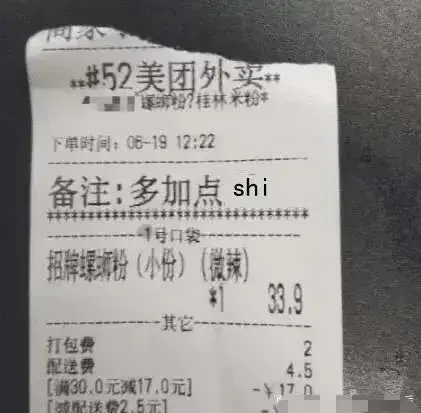 **#52美团外卖**
螺蛳粉?桂林米粉*
下单时间: 06-19 12:22
备注:多加点 shi
********************************
1号口袋
招牌螺蛳粉(小份)(微辣)
*1 33.9
其它
打包费 2
配送费 4.5
[满30.0元减17.0元] -￥17.0
[减配送费2.5元]